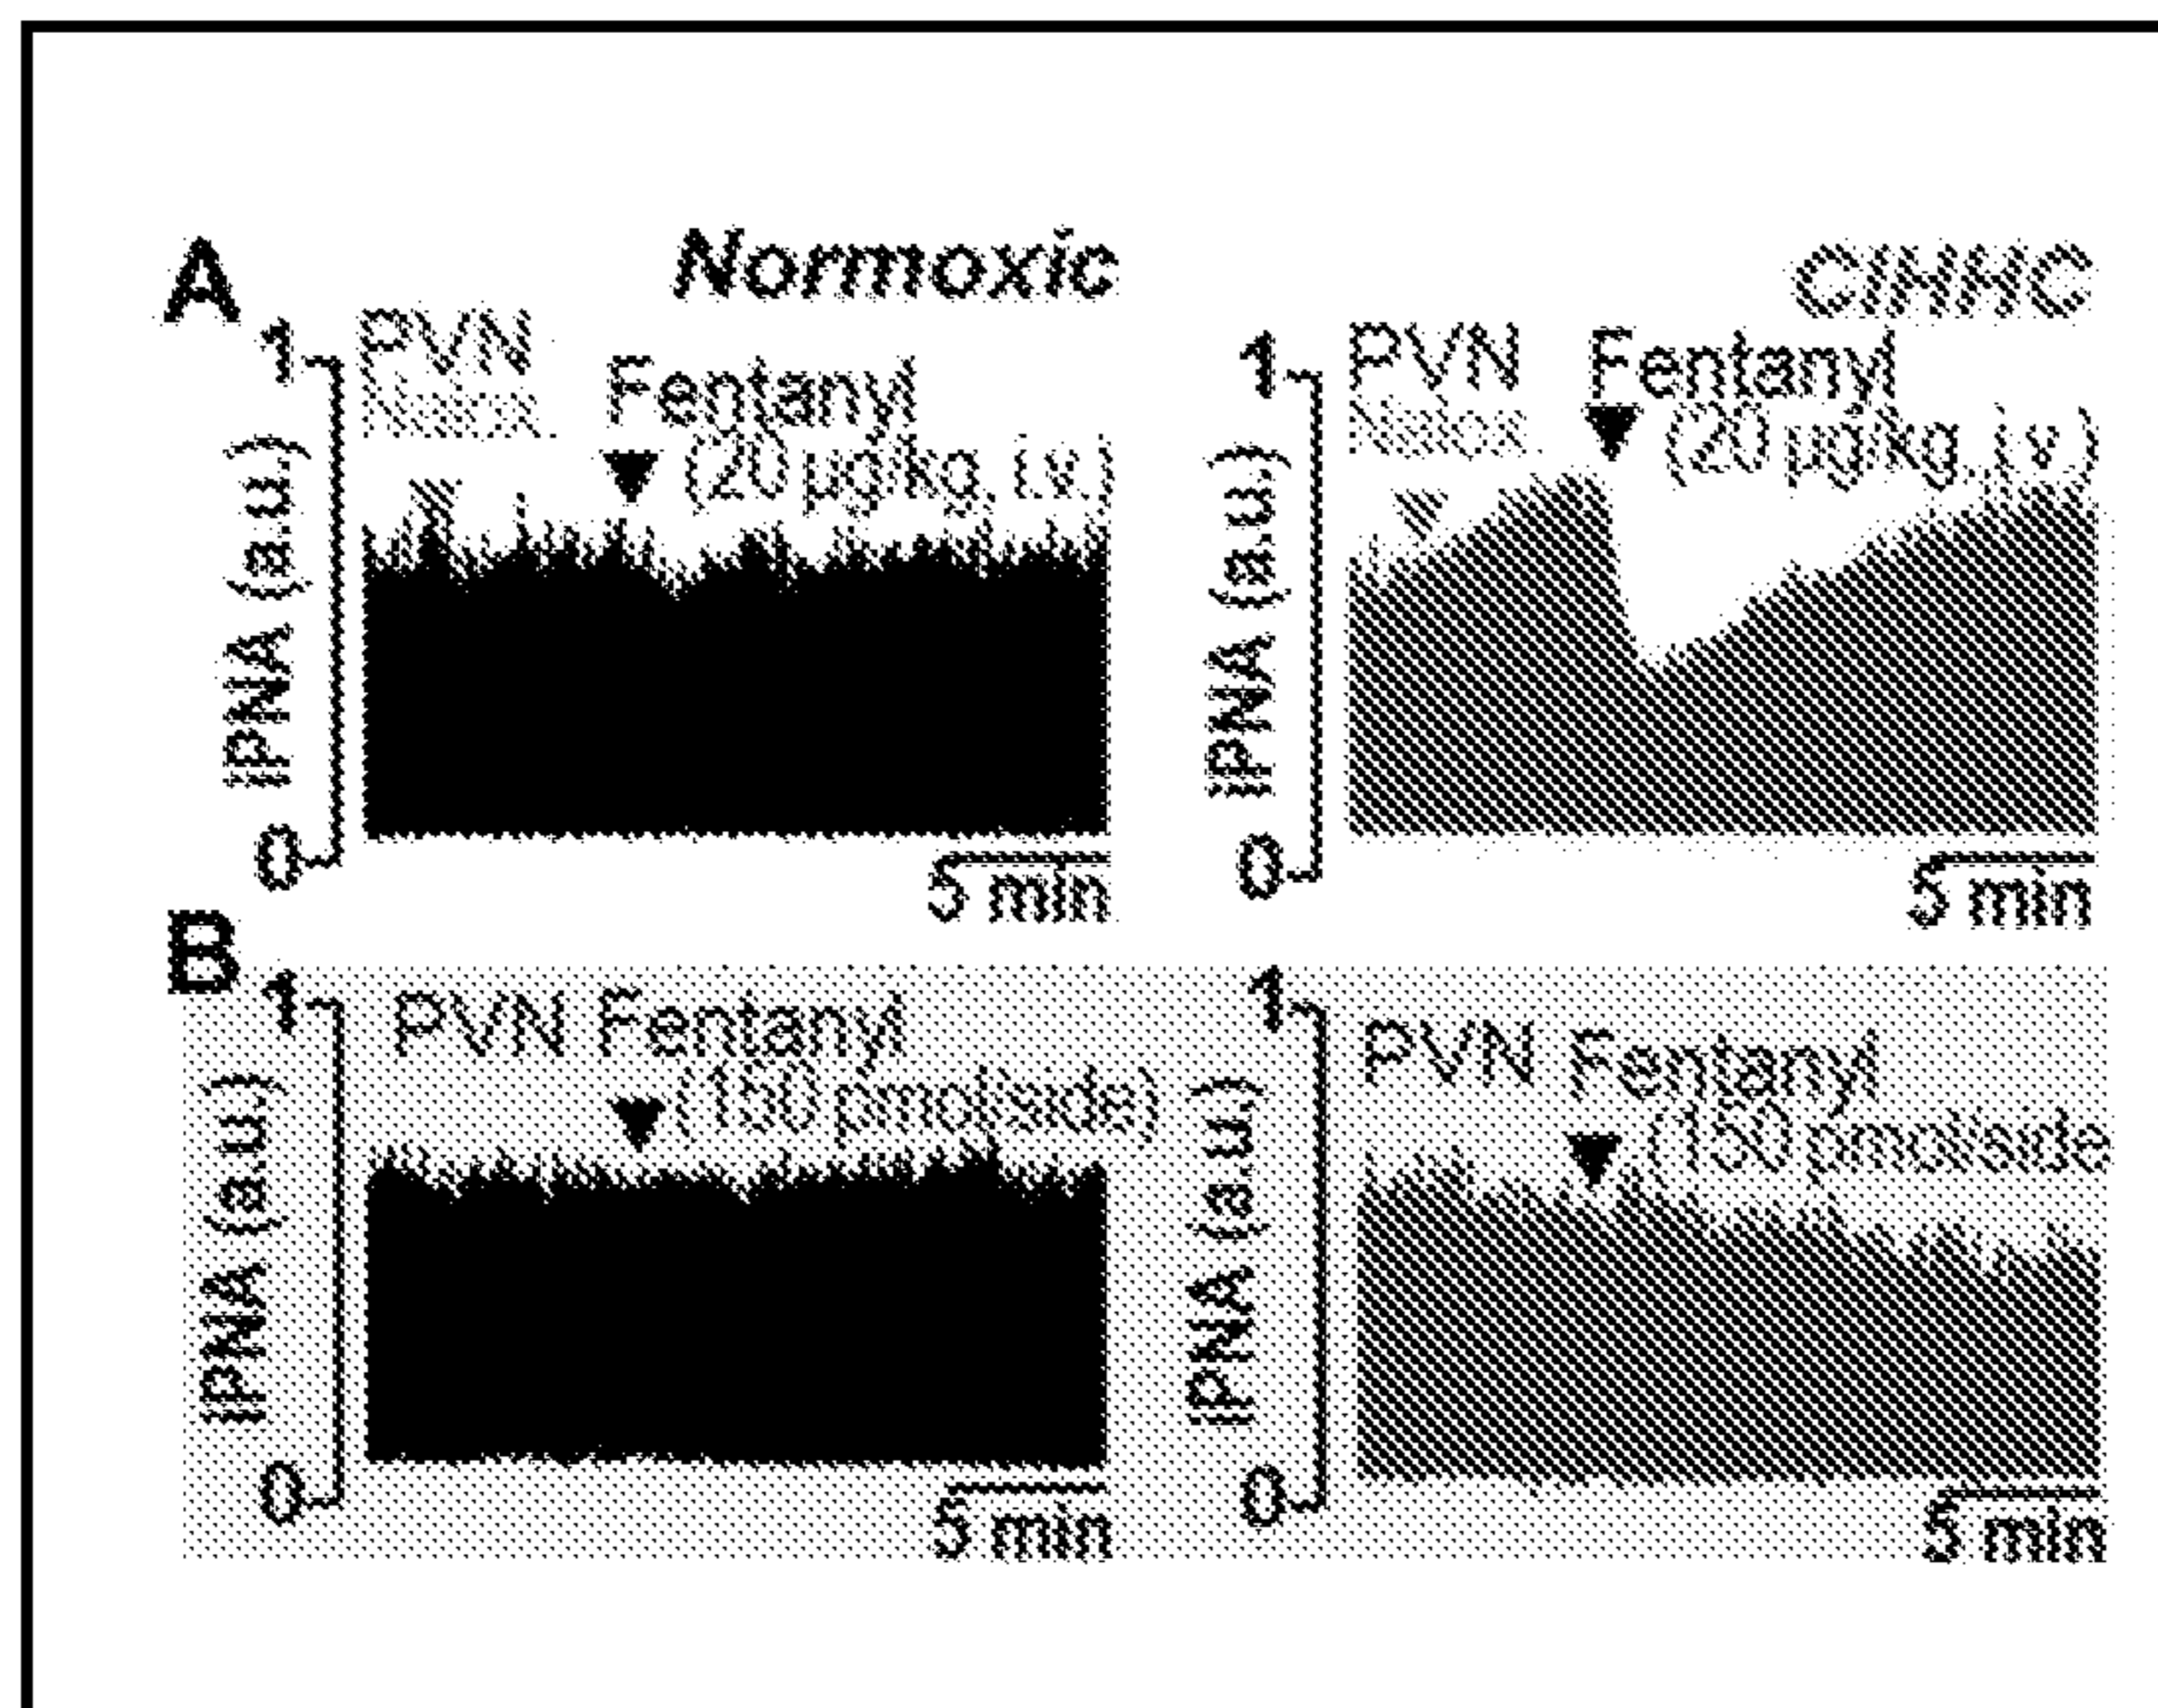 A
Normoxic
CIHHC
1
PVN
Nalox.
Fentanyl
(20 µg/kg, i.v.)
iPNA (a.u.)
0
5 min
1
PVN
Nalox.
Fentanyl
(20 µg/kg, i.v.)
iPNA (a.u.)
0
5 min
B
1
PVN Fentanyl
(150 pmol/side)
iPNA (a.u.)
0
5 min
1
PVN Fentanyl
(150 pmol/side
iPNA (a.u.)
0
5 min